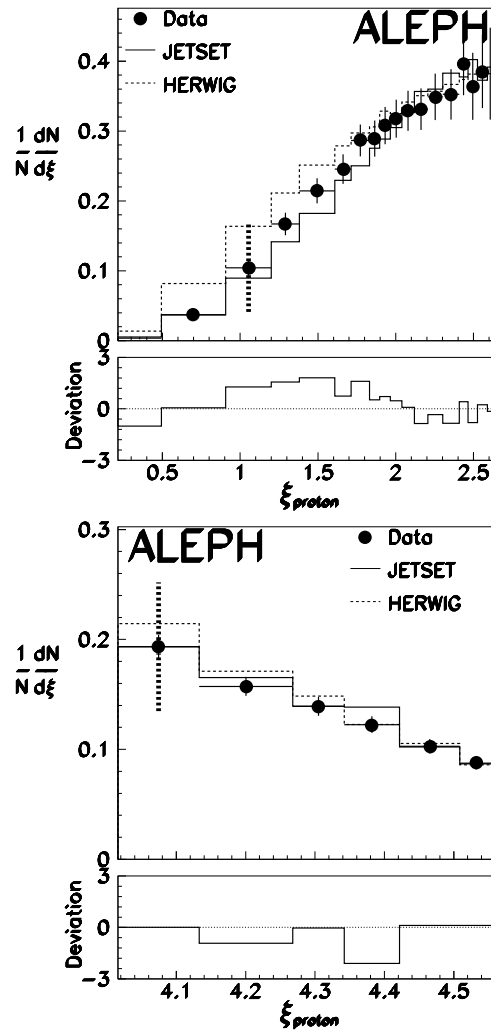 ALEPH
Data
JETSET
HERWIG
0.4
0.3
0.2
0.1
0
1 dN
N dξ
3
0
−3
Deviation
0.5 1 1.5 2 2.5
ξproton
ALEPH
Data
JETSET
HERWIG
0.3
0.2
0.1
0
1 dN
N dξ
3
0
−3
Deviation
4.1 4.2 4.3 4.4 4.5
ξproton